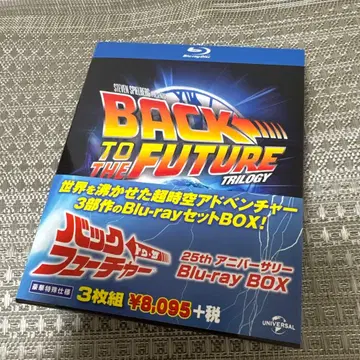 Blu-ray Disc
STEVEN SPIELBERG PRESENTS
BACK
TO THE FUTURE
TRILOGY
世界を沸かせた超時空アドベンチャー
3部作のBlu-rayセットBOX!
バック・トゥ・ザ・
フューチャー
25th アニバーサリー
Blu-ray BOX
豪華特殊仕様
3枚組 ¥8,095+税
UNIVERSAL